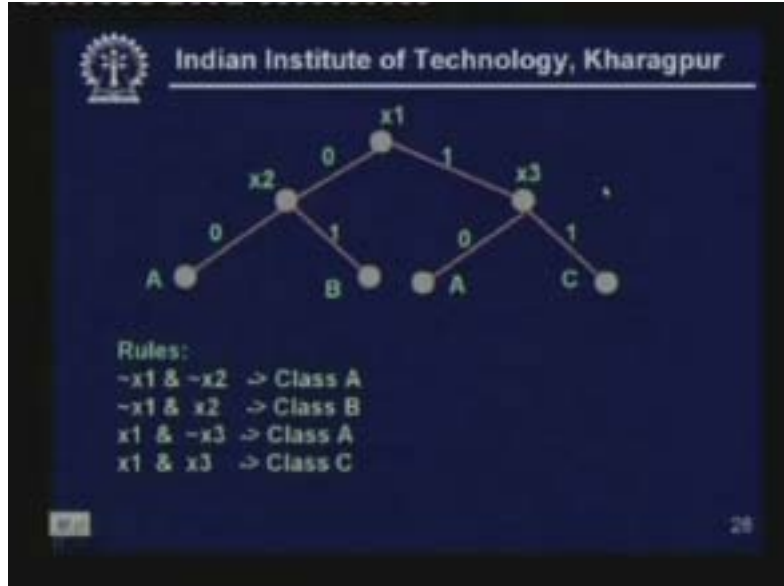 Indian Institute of Technology, Kharagpur
x1
0 1
x2 x3
0 1 0 1
A B A C
Rules:
~x1 & ~x2 -> Class A
~x1 & x2 -> Class B
x1 & ~x3 -> Class A
x1 & x3 -> Class C
28